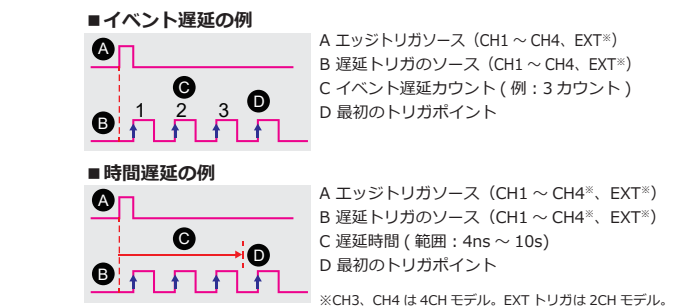 ■イベント遅延の例
A
C
1 2 3 D
B
A エッジトリガソース（CH1 ～ CH4、EXT※）
B 遅延トリガのソース（CH1 ～ CH4、EXT※）
C イベント遅延カウント ( 例：3 カウント )
D 最初のトリガポイント
■時間遅延の例
A
C
D
B
A エッジトリガソース（CH1 ～ CH4※、EXT※）
B 遅延トリガのソース（CH1 ～ CH4※、EXT※）
C 遅延時間 ( 範囲：4ns ～ 10s)
D 最初のトリガポイント
※CH3、CH4 は 4CH モデル。EXT トリガは 2CH モデル。